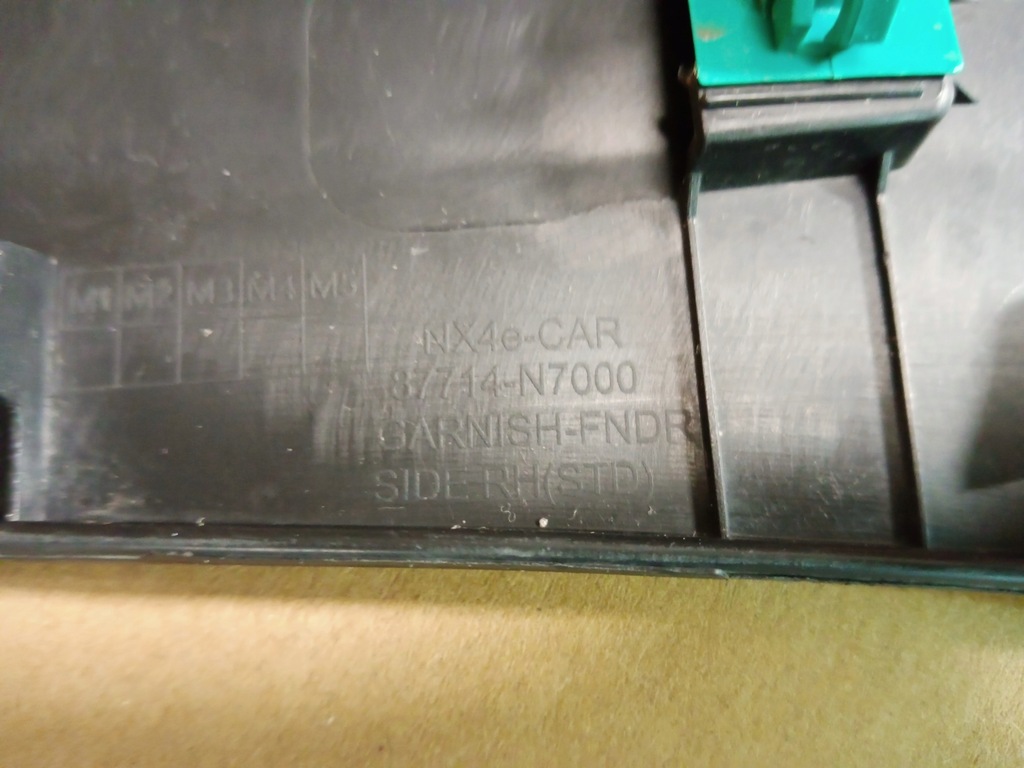 M1 M2 M3 M4 M5
NX4e-CAR
87714-N7000
GARNISH-FNDR
SIDE-RH(STD)